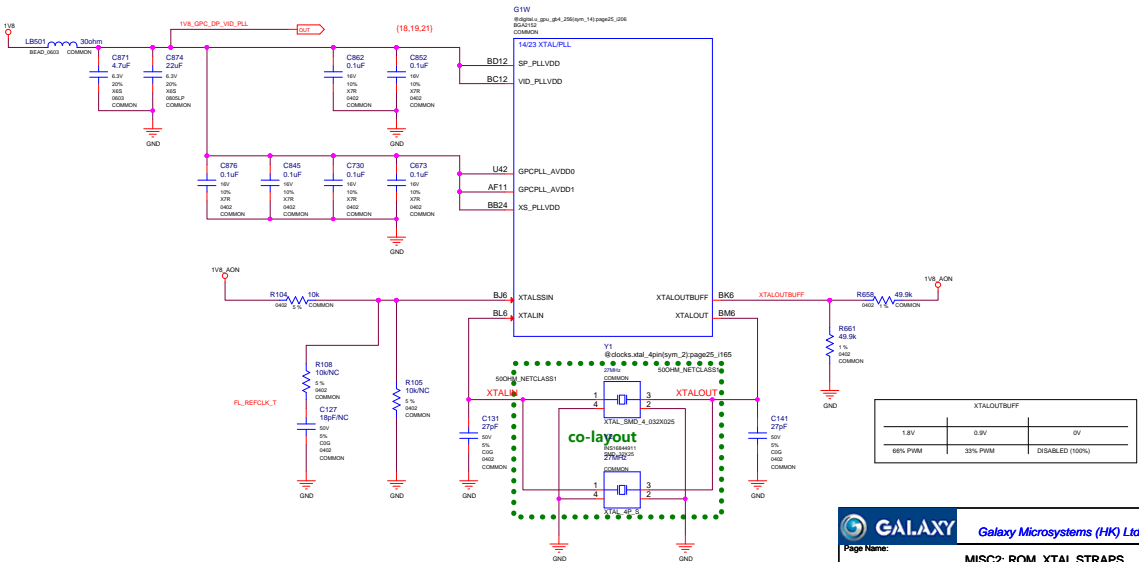 G1W
@digital.u_gpu_gb4_256(sym_14):page25_i206
BGA2152
COMMON
1V8
1V8_GPC_DP_VID_PLL
OUT
(18,19,21)
14/23 XTAL/PLL
LB501
30ohm
BEAD_0603
COMMON
C871
4.7uF
6.3V
20%
X6S
0603
COMMON
C874
22uF
6.3V
20%
X6S
0805LP
COMMON
C862
0.1uF
16V
10%
X7R
0402
COMMON
C852
0.1uF
16V
10%
X7R
0402
COMMON
BD12
SP_PLLVDD
BC12
VID_PLLVDD
GND
GND
C876
0.1uF
16V
10%
X7R
0402
COMMON
C845
0.1uF
16V
10%
X7R
0402
COMMON
C730
0.1uF
16V
10%
X7R
0402
COMMON
C673
0.1uF
16V
10%
X7R
0402
COMMON
U42
GPCPLL_AVDD0
AF11
GPCPLL_AVDD1
BB24
XS_PLLVDD
GND
1V8_AON
R104
10k
0402
5 %
COMMON
BJ6
XTALSSIN
BL6
XTALIN
XTALOUTBUFF
BK6
XTALOUT
BM6
XTALOUTBUFF
1V8_AON
R658
49.9k
0402
1 %
COMMON
R661
49.9k
1 %
0402
COMMON
GND
R108
10k/NC
5 %
0402
COMMON
FL_REFCLK_T
C127
18pF/NC
50V
5%
C0G
0402
COMMON
GND
R105
10k/NC
5 %
0402
COMMON
GND
Y1
@clocks.xtal_4pin(sym_2):page25_i165
27MHz
COMMON
50OHM_NETCLASS1
50OHM_NETCLASS1
XTALIN
XTALOUT
1
4
3
2
XTAL_SMD_4_032X025
C131
27pF
50V
5%
C0G
0402
COMMON
GND
C141
27pF
50V
5%
C0G
0402
COMMON
GND
co-layout
INS16844911
SMD_32X25
27MHz
COMMON
1
4
3
2
XTAL_4P_S
GND
GND
XTALOUTBUFF
1.8V
0.9V
0V
66% PWM
33% PWM
DISABLED (100%)
GALAXY
Galaxy Microsystems (HK) Ltd
Page Name:
MISC2: ROM, XTAL,STRAPS